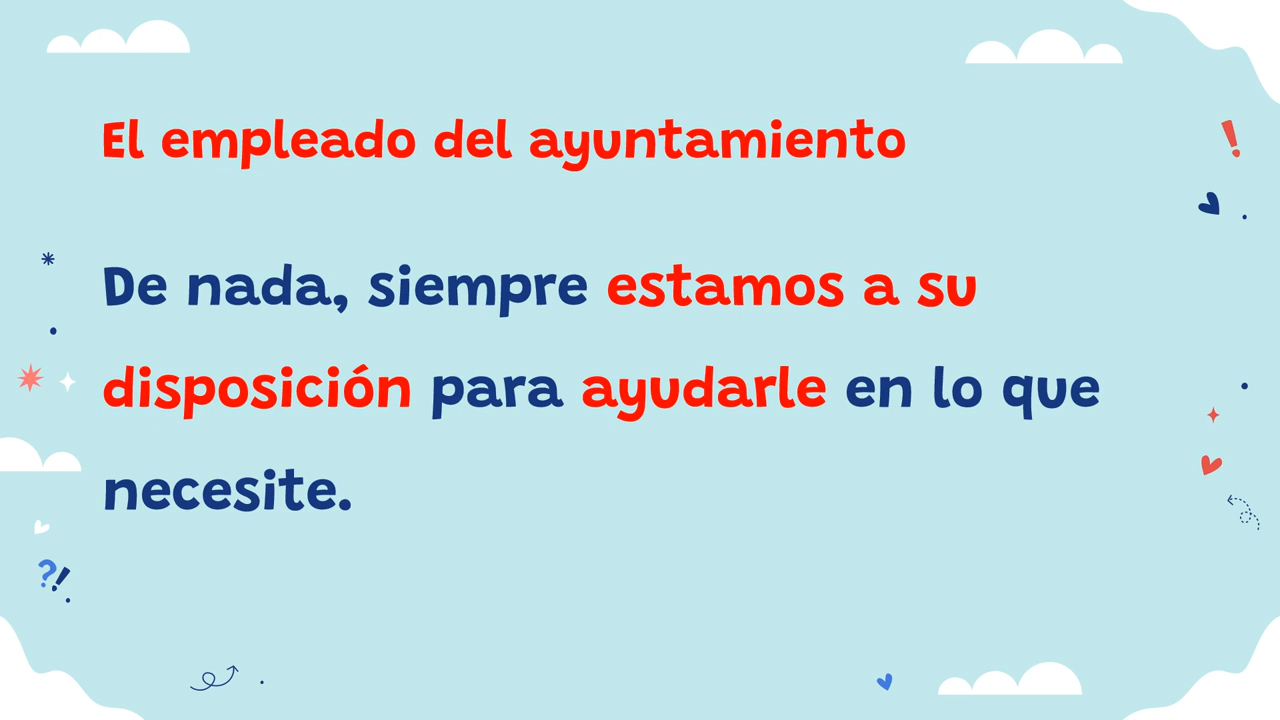 El empleado del ayuntamiento
De nada, siempre estamos a su
disposición para ayudarle en lo que
necesite.